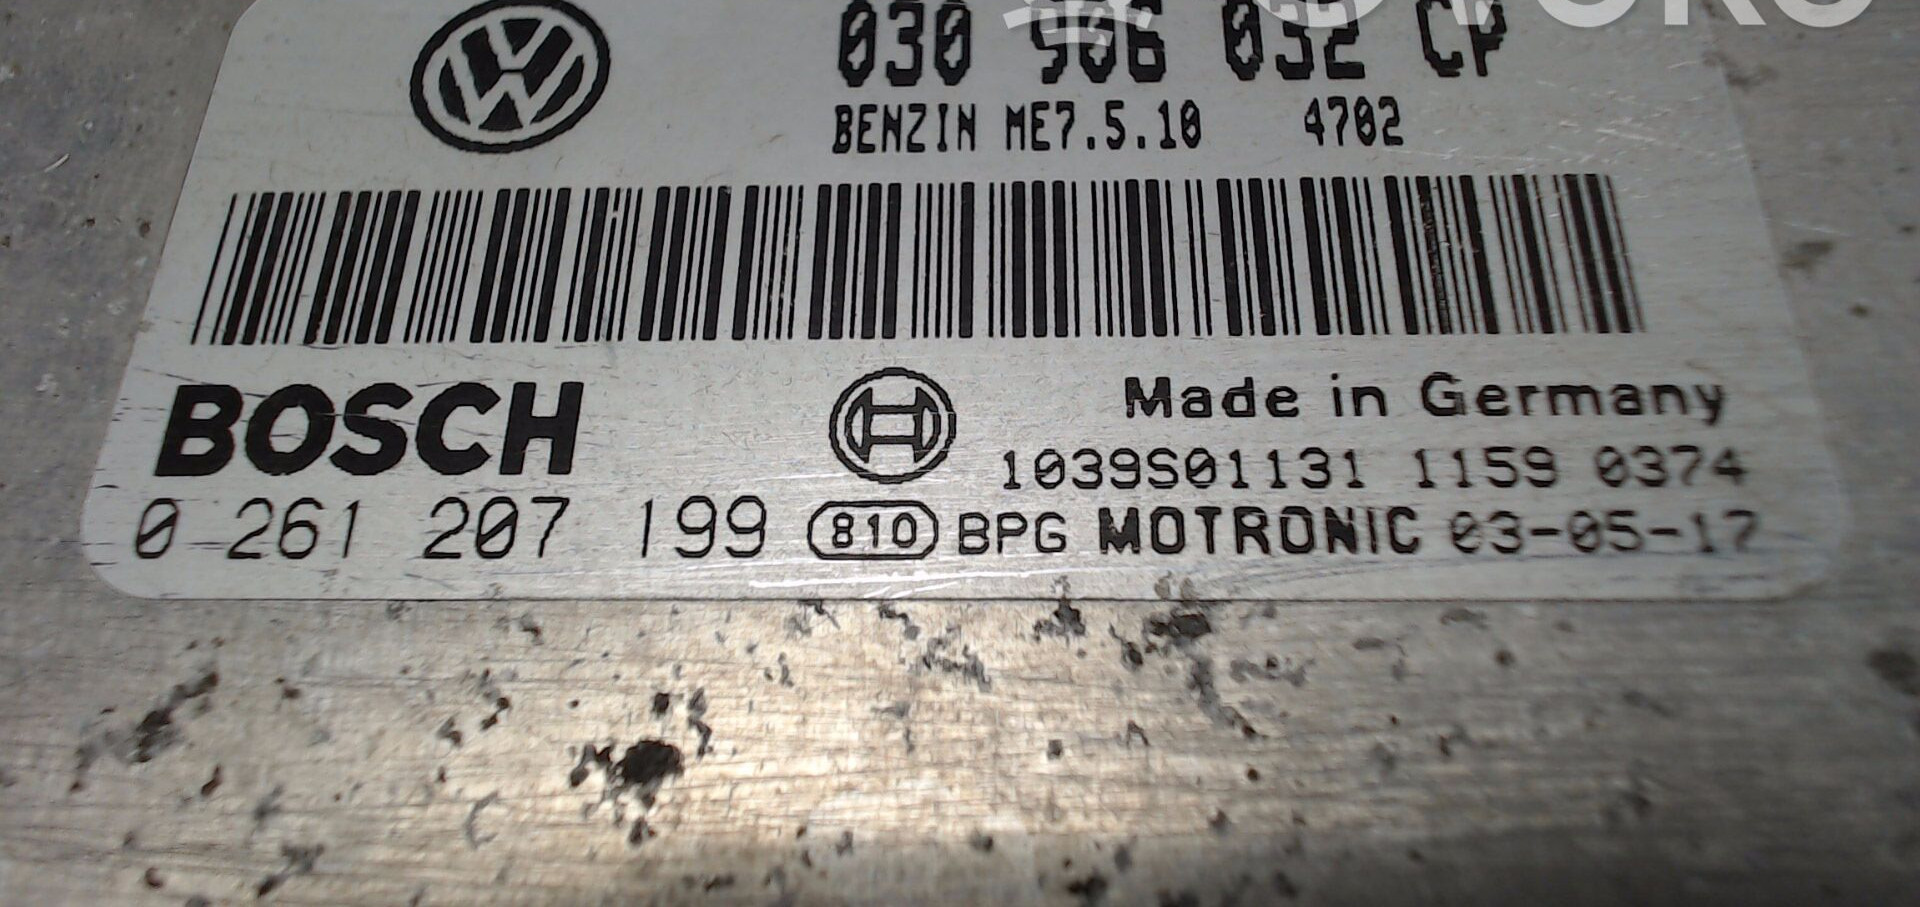 030 906 032 CP
BENZIN ME7.5.10 4702
BOSCH
Made in Germany
1039S01131 1159 0374
0 261 207 199 810 BPG MOTRONIC 03-05-17